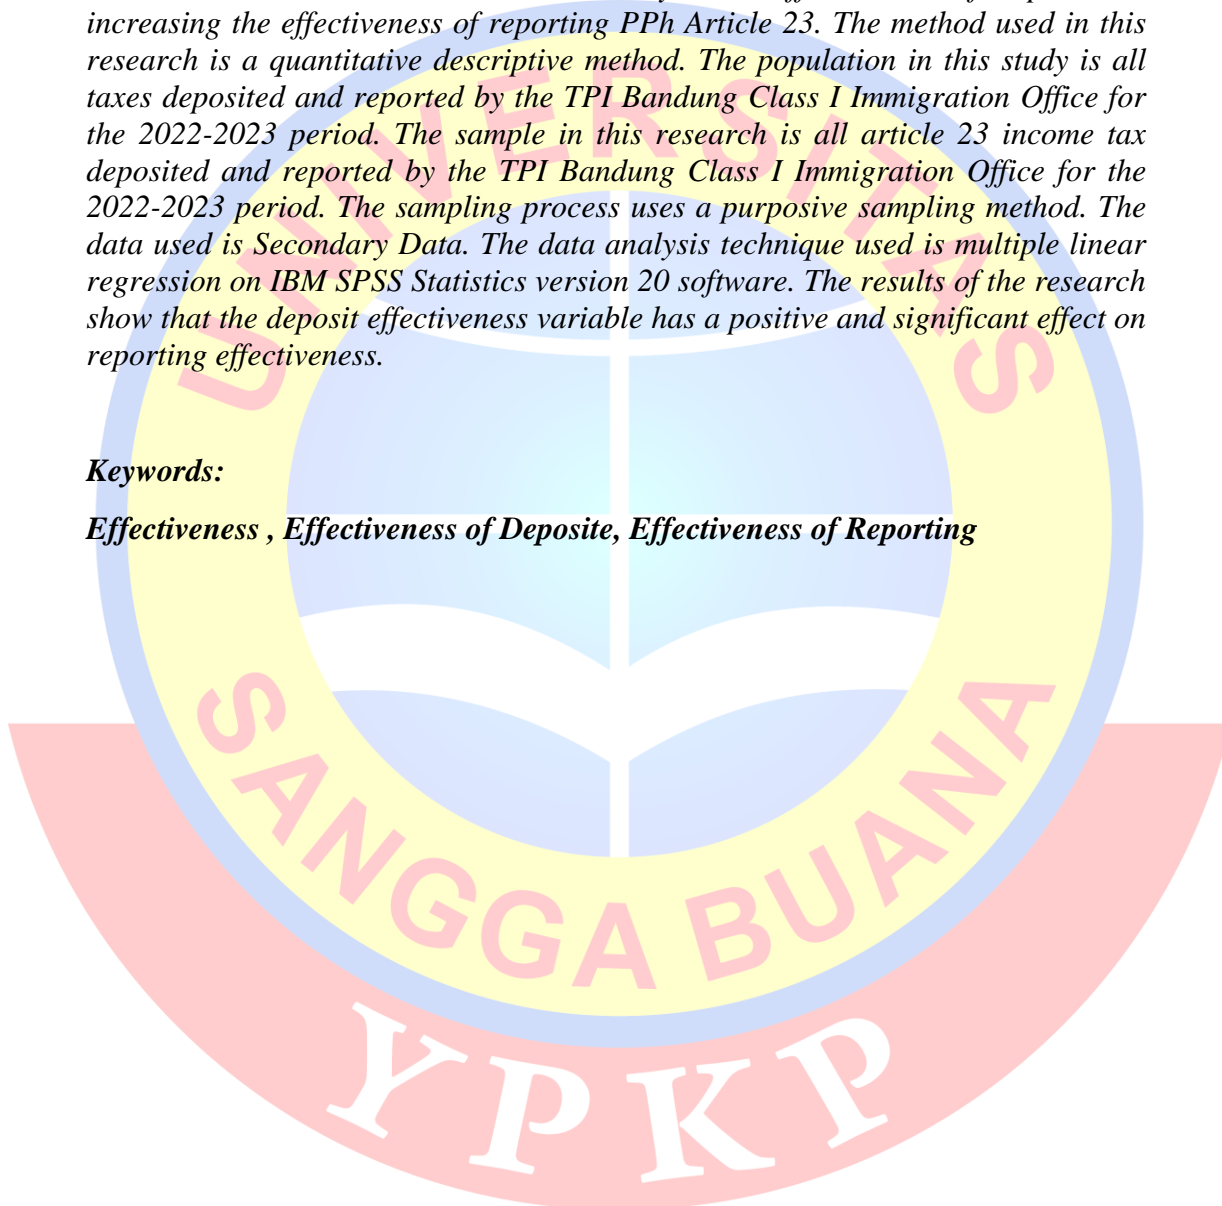 increasing the effectiveness of reporting PPh Article 23. The method used in this
research is a quantitative descriptive method. The population in this study is all
taxes deposited and reported by the TPI Bandung Class I Immigration Office for
the 2022-2023 period. The sample in this research is all article 23 income tax
deposited and reported by the TPI Bandung Class I Immigration Office for the
2022-2023 period. The sampling process uses a purposive sampling method. The
data used is Secondary Data. The data analysis technique used is multiple linear
regression on IBM SPSS Statistics version 20 software. The results of the research
show that the deposit effectiveness variable has a positive and significant effect on
reporting effectiveness.
Keywords:
Effectiveness , Effectiveness of Deposite, Effectiveness of Reporting
UNIVERSITAS
SANGGA BUANA
YPKP